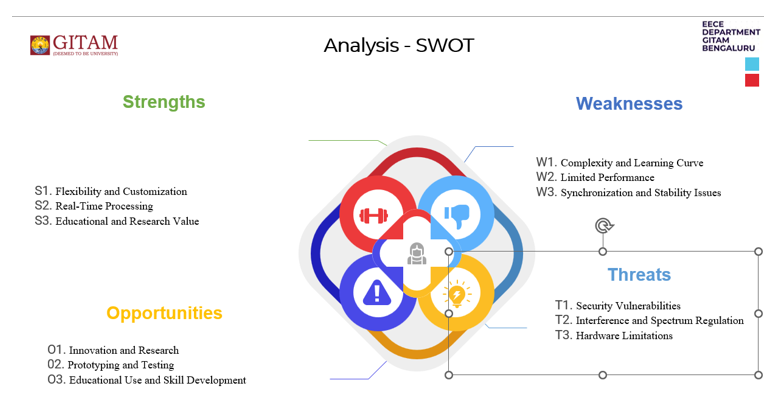 GITAM
(DEEMED TO BE UNIVERSITY)
Analysis - SWOT
EECE
DEPARTMENT
GITAM
BENGALURU
Strengths
S1. Flexibility and Customization
S2. Real-Time Processing
S3. Educational and Research Value
Weaknesses
W1. Complexity and Learning Curve
W2. Limited Performance
W3. Synchronization and Stability Issues
Opportunities
O1. Innovation and Research
02. Prototyping and Testing
O3. Educational Use and Skill Development
Threats
T1. Security Vulnerabilities
T2. Interference and Spectrum Regulation
T3. Hardware Limitations